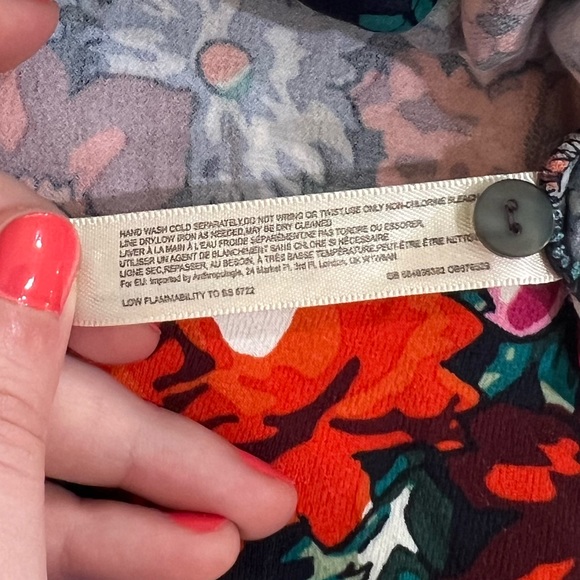 HAND WASH COLD SEPARATELY,DO NOT WRING OR TWIST,USE ONLY NON-CHLORINE BLEACH
LINE DRY,LOW IRON AS NEEDED,MAY BE DRY CLEANED
LAVER À LA MAIN À L'EAU FROIDE SÉPARÉMENT,NE PAS TORDRE OU ESSORER,
UTILISER UN AGENT DE BLANCHIMENT SANS CHLORE SI NÉCESSAIRE
LIGNE SEC,REPASSER, AU BESOIN, À TRÈS BASSE TEMPÉRATURE,PEUT-ÊTRE ÊTRE NETTOYÉ
For EU: Imported by Anthropologie, 24 Market Pl, 3rd Fl, London, UK W1W8AN
GB
LOW FLAMMABILITY TO BS 5722